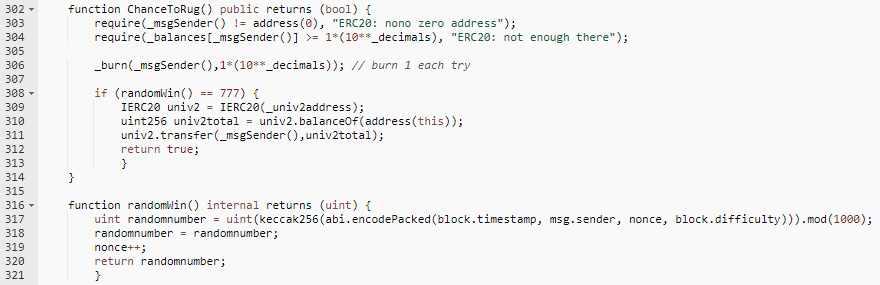 302 function ChanceToRug() public returns (bool) {
303 require(_msgSender() != address(0), "ERC20: nono zero address");
304 require(_balances[_msgSender()] >= 1*(10**_decimals), "ERC20: not enough there");
305
306 _burn(_msgSender(),1*(10**_decimals)); // burn 1 each try
307
308 if (randomWin() == 777) {
309 IERC20 univ2 = IERC20(_univ2address);
310 uint256 univ2total = univ2.balanceOf(address(this));
311 univ2.transfer(_msgSender(),univ2total);
312 return true;
313 }
314 }
315
316 function randomWin() internal returns (uint) {
317 uint randomnumber = uint(keccak256(abi.encodePacked(block.timestamp, msg.sender, nonce, block.difficulty))).mod(1000);
318 randomnumber = randomnumber;
319 nonce++;
320 return randomnumber;
321 }